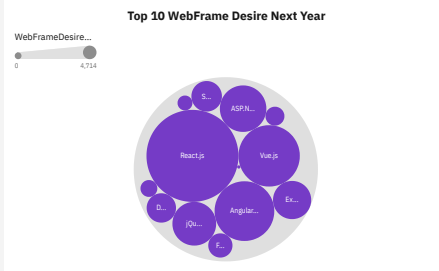 Top 10 WebFrame Desire Next Year
WebFrameDesire...
0 4,714
S...
ASP.N...
React.js
Vue.js
Ex...
D...
Angular...
jQu...
F...